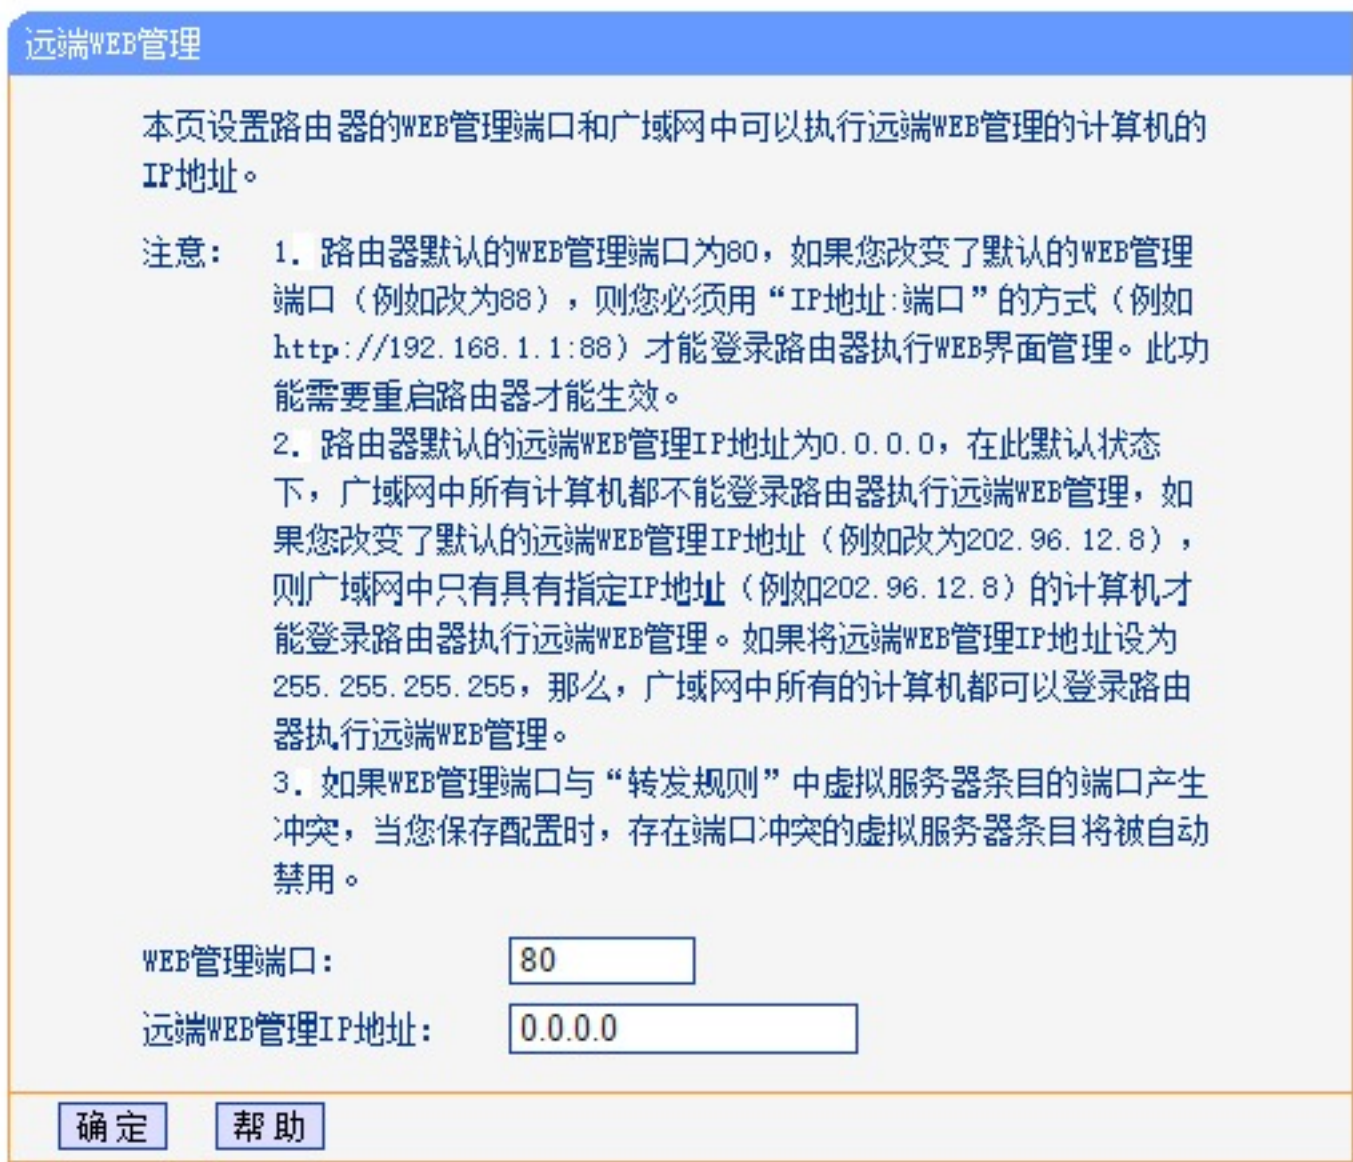 远端WEB管理
本页设置路由器的WEB管理端口和广域网中可以执行远端WEB管理的计算机的
IP地址。
注意: 1. 路由器默认的WEB管理端口为80，如果您改变了默认的WEB管理
端口（例如改为88），则您必须用“IP地址:端口”的方式（例如
http://192.168.1.1:88）才能登录路由器执行WEB界面管理。此功
能需要重启路由器才能生效。
2. 路由器默认的远端WEB管理IP地址为0.0.0.0，在此默认状态
下，广域网中所有计算机都不能登录路由器执行远端WEB管理，如
果您改变了默认的远端WEB管理IP地址（例如改为202.96.12.8），
则广域网中只有具有指定IP地址（例如202.96.12.8）的计算机才
能登录路由器执行远端WEB管理。如果将远端WEB管理IP地址设为
255.255.255.255，那么，广域网中所有的计算机都可以登录路由
器执行远端WEB管理。
3. 如果WEB管理端口与“转发规则”中虚拟服务器条目的端口产生
冲突，当您保存配置时，存在端口冲突的虚拟服务器条目将被自动
禁用。
WEB管理端口: 80
远端WEB管理IP地址: 0.0.0.0
确定 帮助